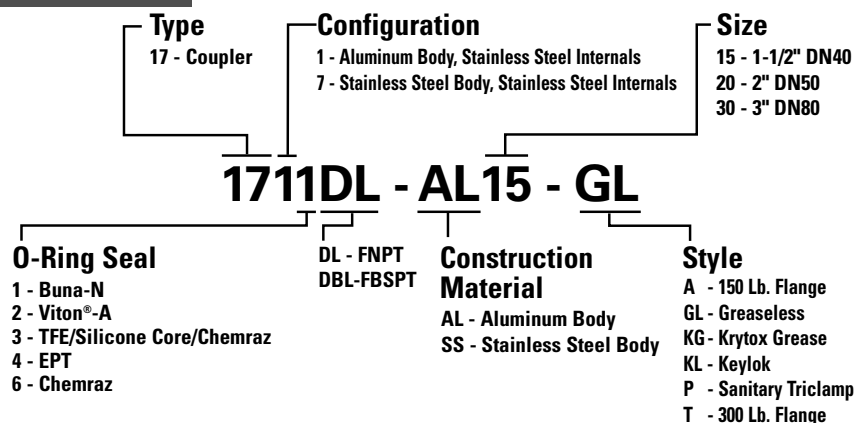 Type
17 - Coupler
Configuration
1 - Aluminum Body, Stainless Steel Internals
7 - Stainless Steel Body, Stainless Steel Internals
Size
15 - 1-1/2" DN40
20 - 2" DN50
30 - 3" DN80
1711DL - AL15 - GL
O-Ring Seal
1 - Buna-N
2 - Viton®-A
3 - TFE/Silicone Core/Chemraz
4 - EPT
6 - Chemraz
DL - FNPT
DBL-FBSPT
Construction
Material
AL - Aluminum Body
SS - Stainless Steel Body
Style
A - 150 Lb. Flange
GL - Greaseless
KG - Krytox Grease
KL - Keylok
P - Sanitary Triclamp
T - 300 Lb. Flange